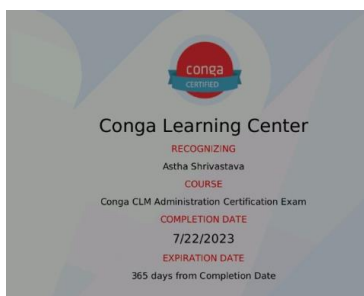 conga
CERTIFIED
Conga Learning Center
RECOGNIZING
Astha Shrivastava
COURSE
Conga CLM Administration Certification Exam
COMPLETION DATE
7/22/2023
EXPIRATION DATE
365 days from Completion Date